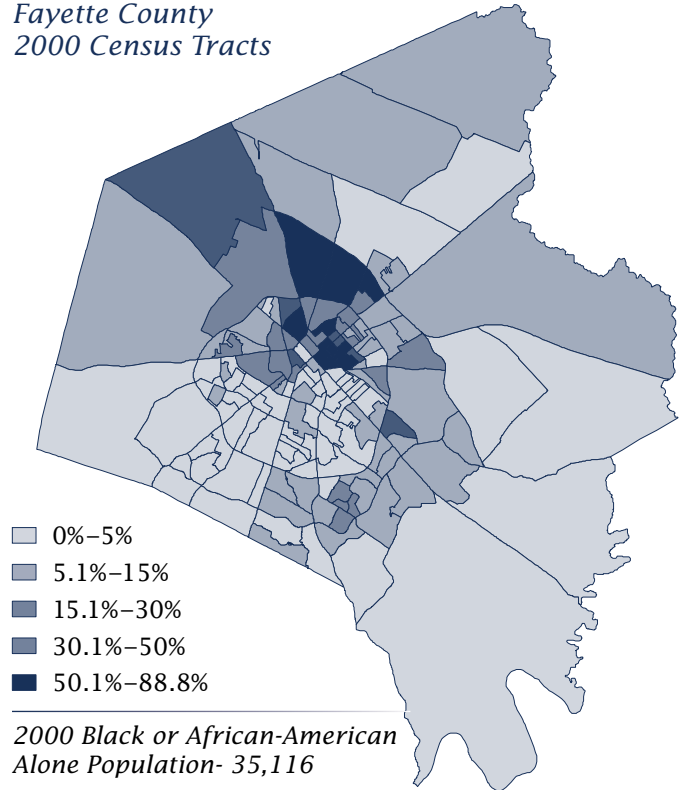 Fayette County
2000 Census Tracts
0%–5%
5.1%–15%
15.1%–30%
30.1%–50%
50.1%–88.8%
2000 Black or African-American
Alone Population- 35,116